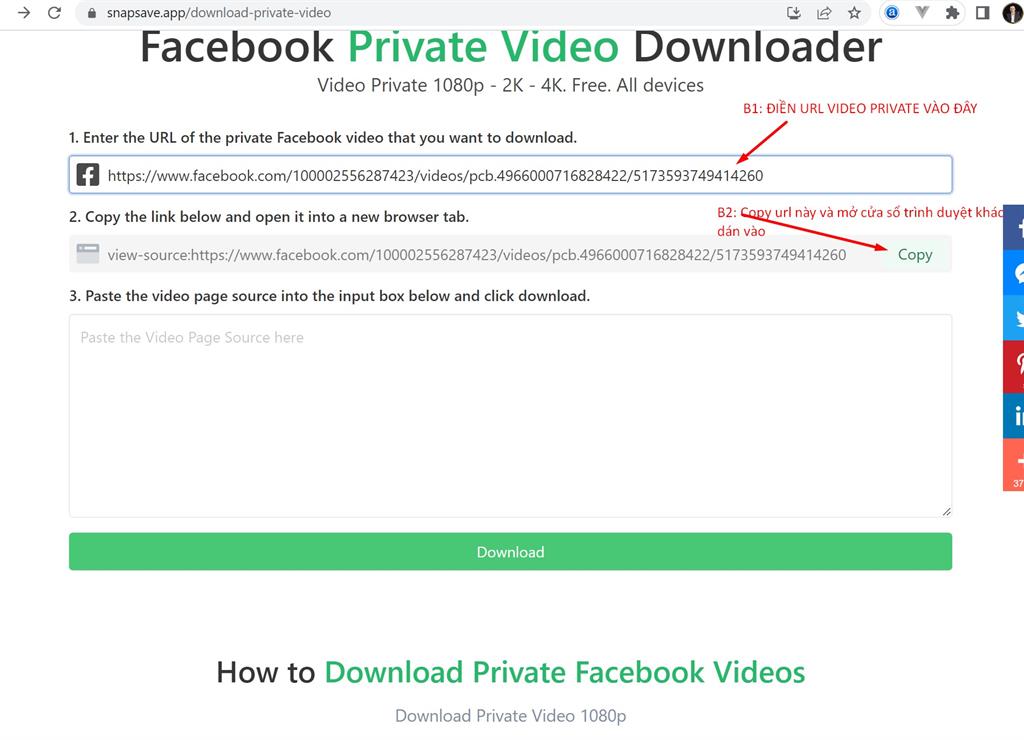 snapsave.app/download-private-video
Facebook Private Video Downloader
Video Private 1080p - 2K - 4K. Free. All devices
B1: ĐIỀN URL VIDEO PRIVATE VÀO ĐÂY
1. Enter the URL of the private Facebook video that you want to download.
https://www.facebook.com/100002556287423/videos/pcb.4966000716828422/5173593749414260
B2: Copy url này và mở cửa sổ trình duyệt khác
dán vào
2. Copy the link below and open it into a new browser tab.
view-source:https://www.facebook.com/100002556287423/videos/pcb.4966000716828422/5173593749414260
Copy
3. Paste the video page source into the input box below and click download.
Paste the Video Page Source here
37
Download
How to Download Private Facebook Videos
Download Private Video 1080p